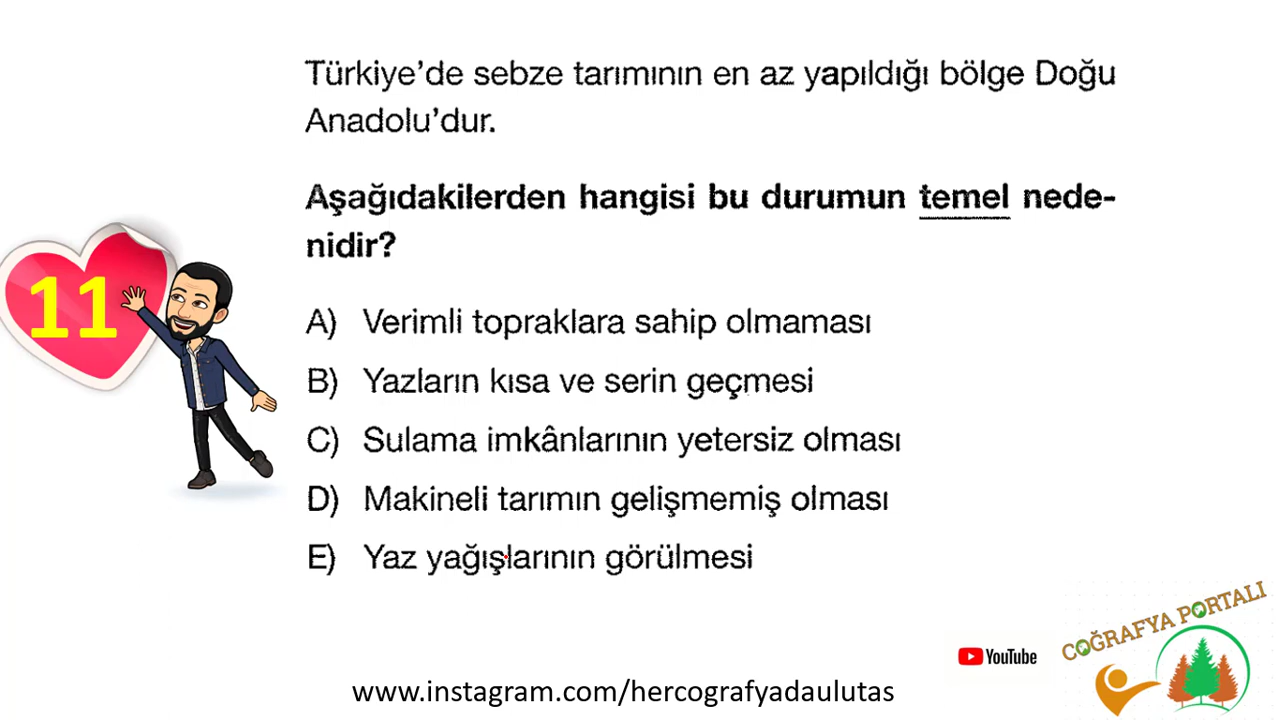 Türkiye’de sebze tarımının en az yapıldığı bölge Doğu
Anadolu’dur.
Aşağıdakilerden hangisi bu durumun temel nede-
nidir?
11
A) Verimli topraklara sahip olmaması
B) Yazların kısa ve serin geçmesi
C) Sulama imkânlarının yetersiz olması
D) Makineli tarımın gelişmemiş olması
E) Yaz yağışlarının görülmesi
COĞRAFYA PORTALI
YouTube
www.instagram.com/hercografyadaulutas